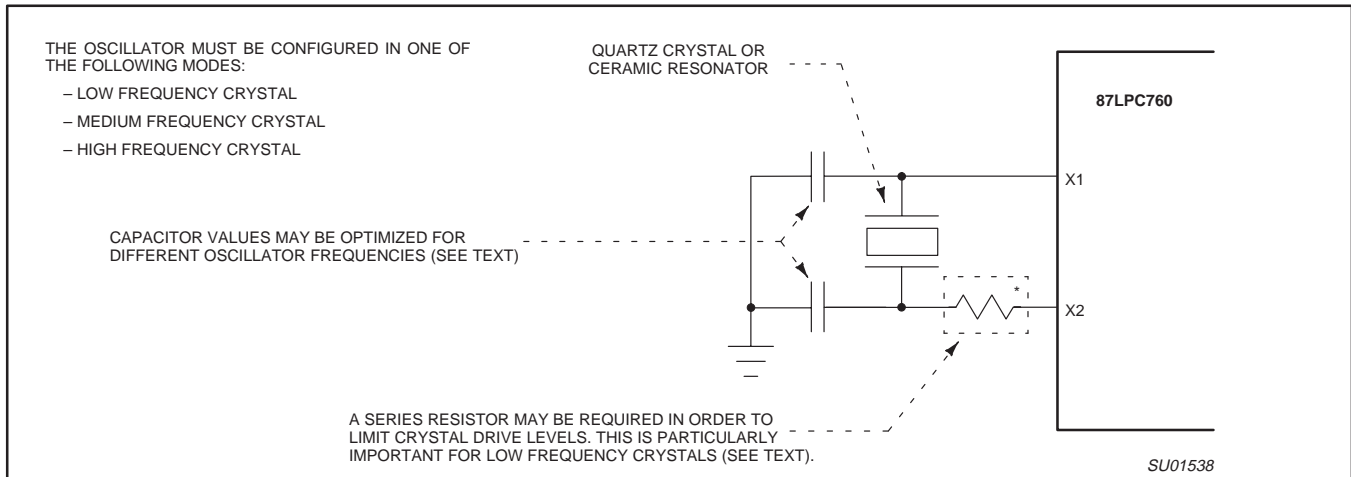 THE OSCILLATOR MUST BE CONFIGURED IN ONE OF
THE FOLLOWING MODES:
– LOW FREQUENCY CRYSTAL
– MEDIUM FREQUENCY CRYSTAL
– HIGH FREQUENCY CRYSTAL
QUARTZ CRYSTAL OR
CERAMIC RESONATOR
87LPC760
X1
CAPACITOR VALUES MAY BE OPTIMIZED FOR
DIFFERENT OSCILLATOR FREQUENCIES (SEE TEXT)
*
X2
A SERIES RESISTOR MAY BE REQUIRED IN ORDER TO
LIMIT CRYSTAL DRIVE LEVELS. THIS IS PARTICULARLY
IMPORTANT FOR LOW FREQUENCY CRYSTALS (SEE TEXT).
SU01538